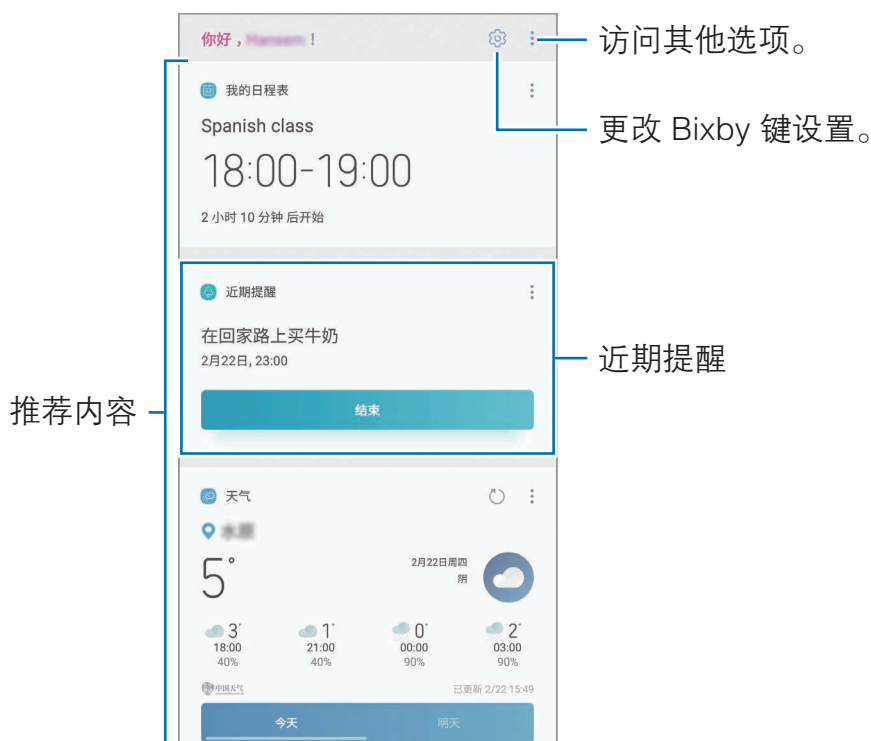 你好，！
访问其他选项。
我的日程表
更改 Bixby 键设置。
Spanish class
18:00-19:00
2 小时 10 分钟 后开始
近期提醒
在回家路上买牛奶
2月22日, 23:00
近期提醒
结束
推荐内容
天气
5°
2月22日周四
阴
3° 1° 0° 2°
18:00 21:00 00:00 03:00
40% 40% 90% 90%
中国天气 已更新 2/22 15:49
今天 明天